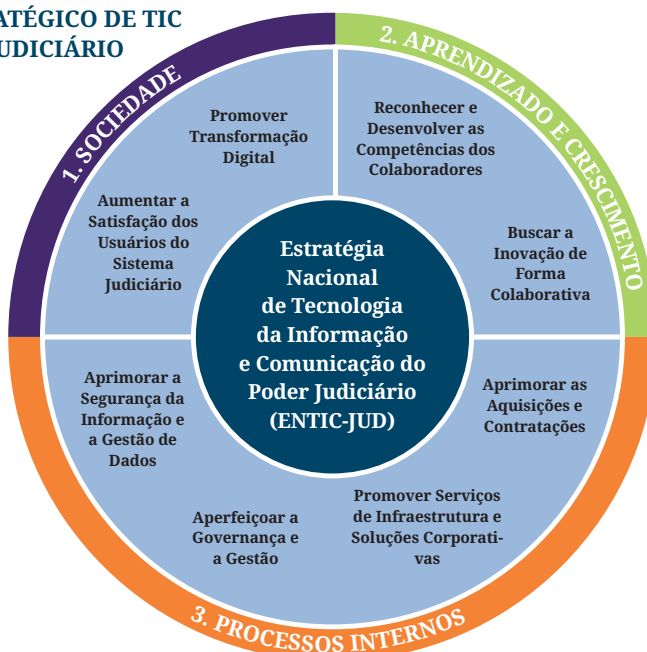 ATÉGICO DE TIC
UDICIÁRIO
1. SOCIEDADE
2. APRENDIZADO E CRESCIMENTO
Promover
Transformação
Digital
Reconhecer e
Desenvolver as
Competências dos
Colaboradores
Aumentar a
Satisfação dos
Usuários do
Sistema
Judiciário
Buscar a
Inovação de
Forma
Colaborativa
Estratégia
Nacional
de Tecnologia
da Informação
e Comunicação do
Poder Judiciário
(ENTIC-JUD)
Aprimorar a
Segurança da
Informação e
a Gestão de
Dados
Aprimorar as
Aquisições e
Contratações
Aperfeiçoar a
Governança e
a Gestão
Promover Serviços
de Infraestrutura e
Soluções Corporati-
vas
3. PROCESSOS INTERNOS